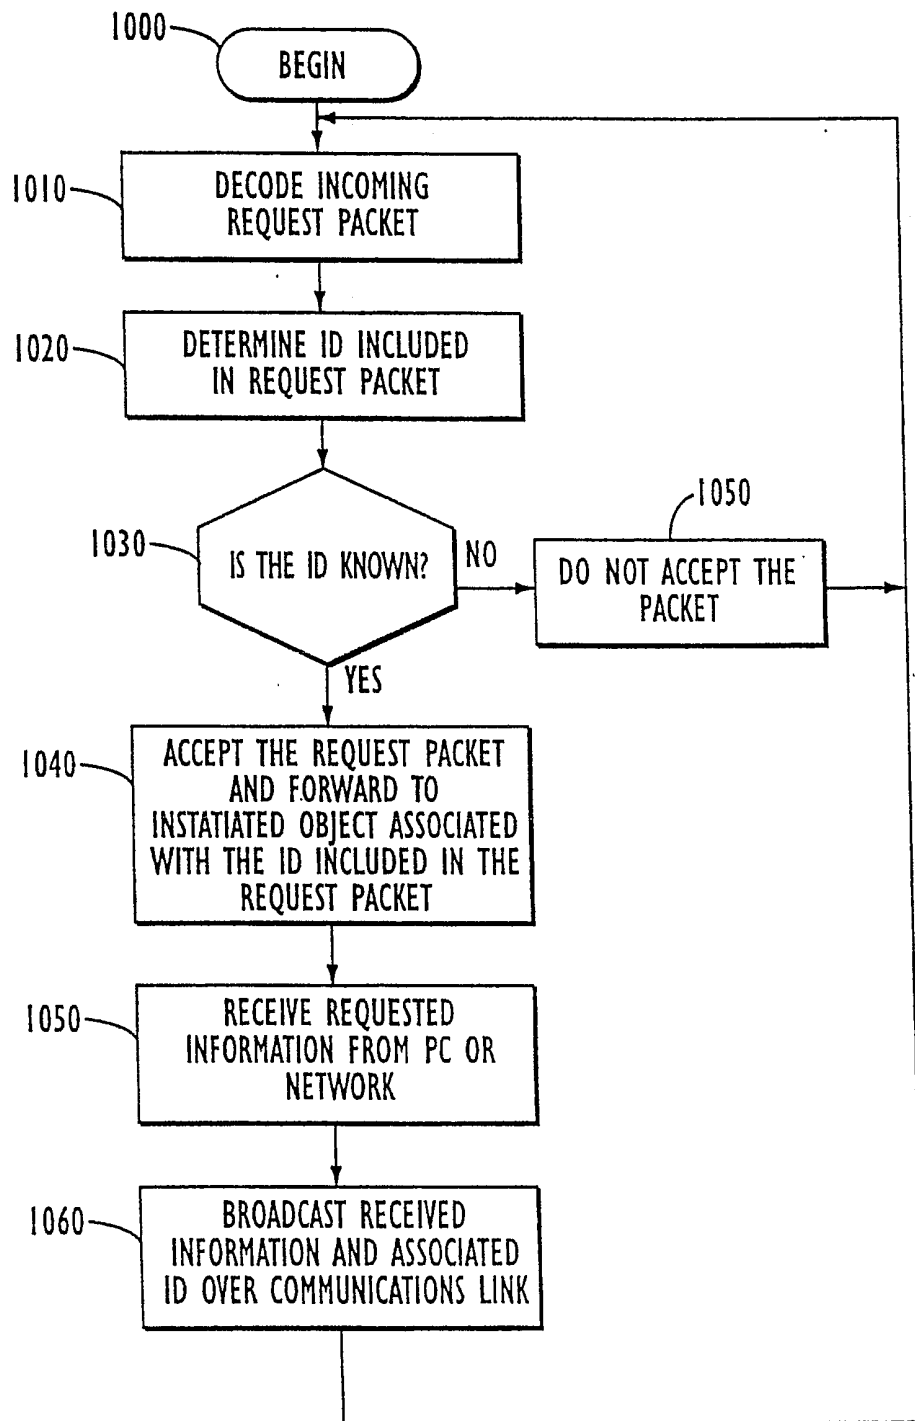 1000
BEGIN
1010
DECODE INCOMING
REQUEST PACKET
1020
DETERMINE ID INCLUDED
IN REQUEST PACKET
1030
IS THE ID KNOWN?
NO
1050
DO NOT ACCEPT THE
PACKET
YES
1040
ACCEPT THE REQUEST PACKET
AND FORWARD TO
INSTATIATED OBJECT ASSOCIATED
WITH THE ID INCLUDED IN THE
REQUEST PACKET
1050
RECEIVE REQUESTED
INFORMATION FROM PC OR
NETWORK
1060
BROADCAST RECEIVED
INFORMATION AND ASSOCIATED
ID OVER COMMUNICATIONS LINK